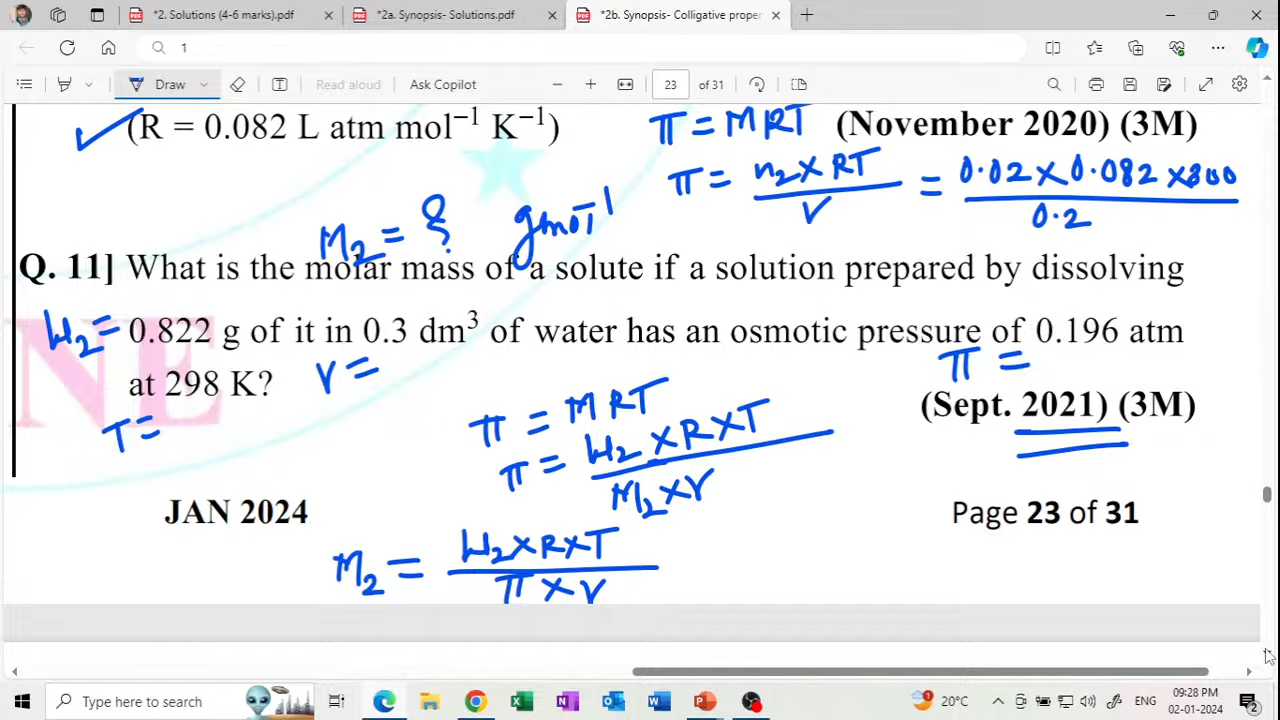 *2. Solutions (4-6 marks).pdf
*2a. Synopsis- Solutions.pdf
*2b. Synopsis- Colligative proper
1
Draw
Read aloud
Ask Copilot
23 of 31
(R = 0.082 L atm mol⁻¹ K⁻¹)
π = MRT
(November 2020) (3M)
π = n₂ × RT / V = 0.02 × 0.082 × 300 / 0.2
M₂ = ? gmol⁻¹
Q. 11] What is the molar mass of a solute if a solution prepared by dissolving
W₂ = 0.822 g of it in 0.3 dm³ of water has an osmotic pressure of 0.196 atm
at 298 K?
V =
π =
T =
π = MRT
(Sept. 2021) (3M)
π = W₂ × R × T / M₂ × V
JAN 2024
Page 23 of 31
M₂ = W₂ × R × T / π × V
NE
Type here to search
20°C
ENG
09:28 PM
02-01-2024
2
1